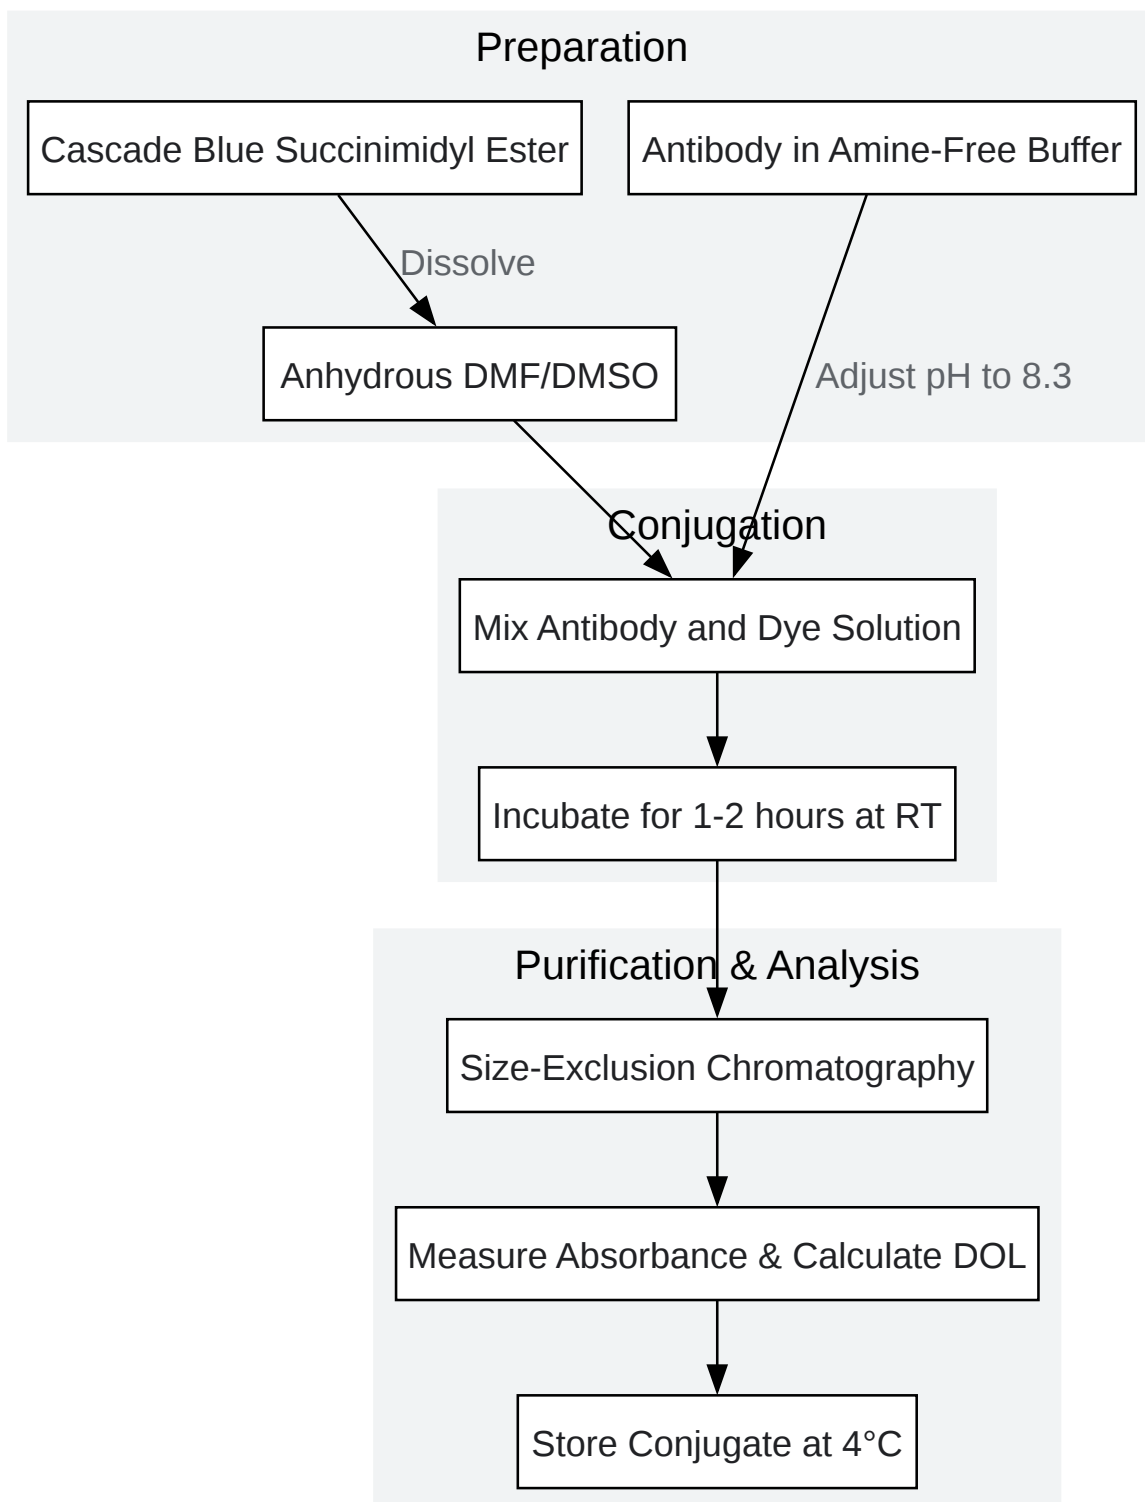 Preparation
Cascade Blue Succinimidyl Ester
Antibody in Amine-Free Buffer
Dissolve
Anhydrous DMF/DMSO
Adjust pH to 8.3
Conjugation
Mix Antibody and Dye Solution
Incubate for 1-2 hours at RT
Purification & Analysis
Size-Exclusion Chromatography
Measure Absorbance & Calculate DOL
Store Conjugate at 4°C